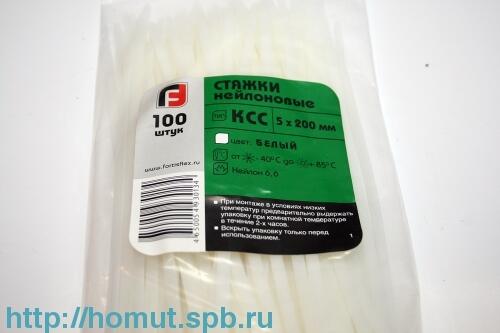 СТЯЖКИ
НЕЙЛОНОВЫЕ
100
ШТУК
ТИП КСС 5 х 200 мм
цвет: БЕЛЫЙ
www.fortisflex.ru
от -40°С до +85°С
Нейлон 6,6
При монтаже в условиях низких
температур предварительно выдержать
упаковку при комнатной температуре
в течение 2-х часов.
Вскрыть упаковку только перед
использованием.
1
http://homut.spb.ru